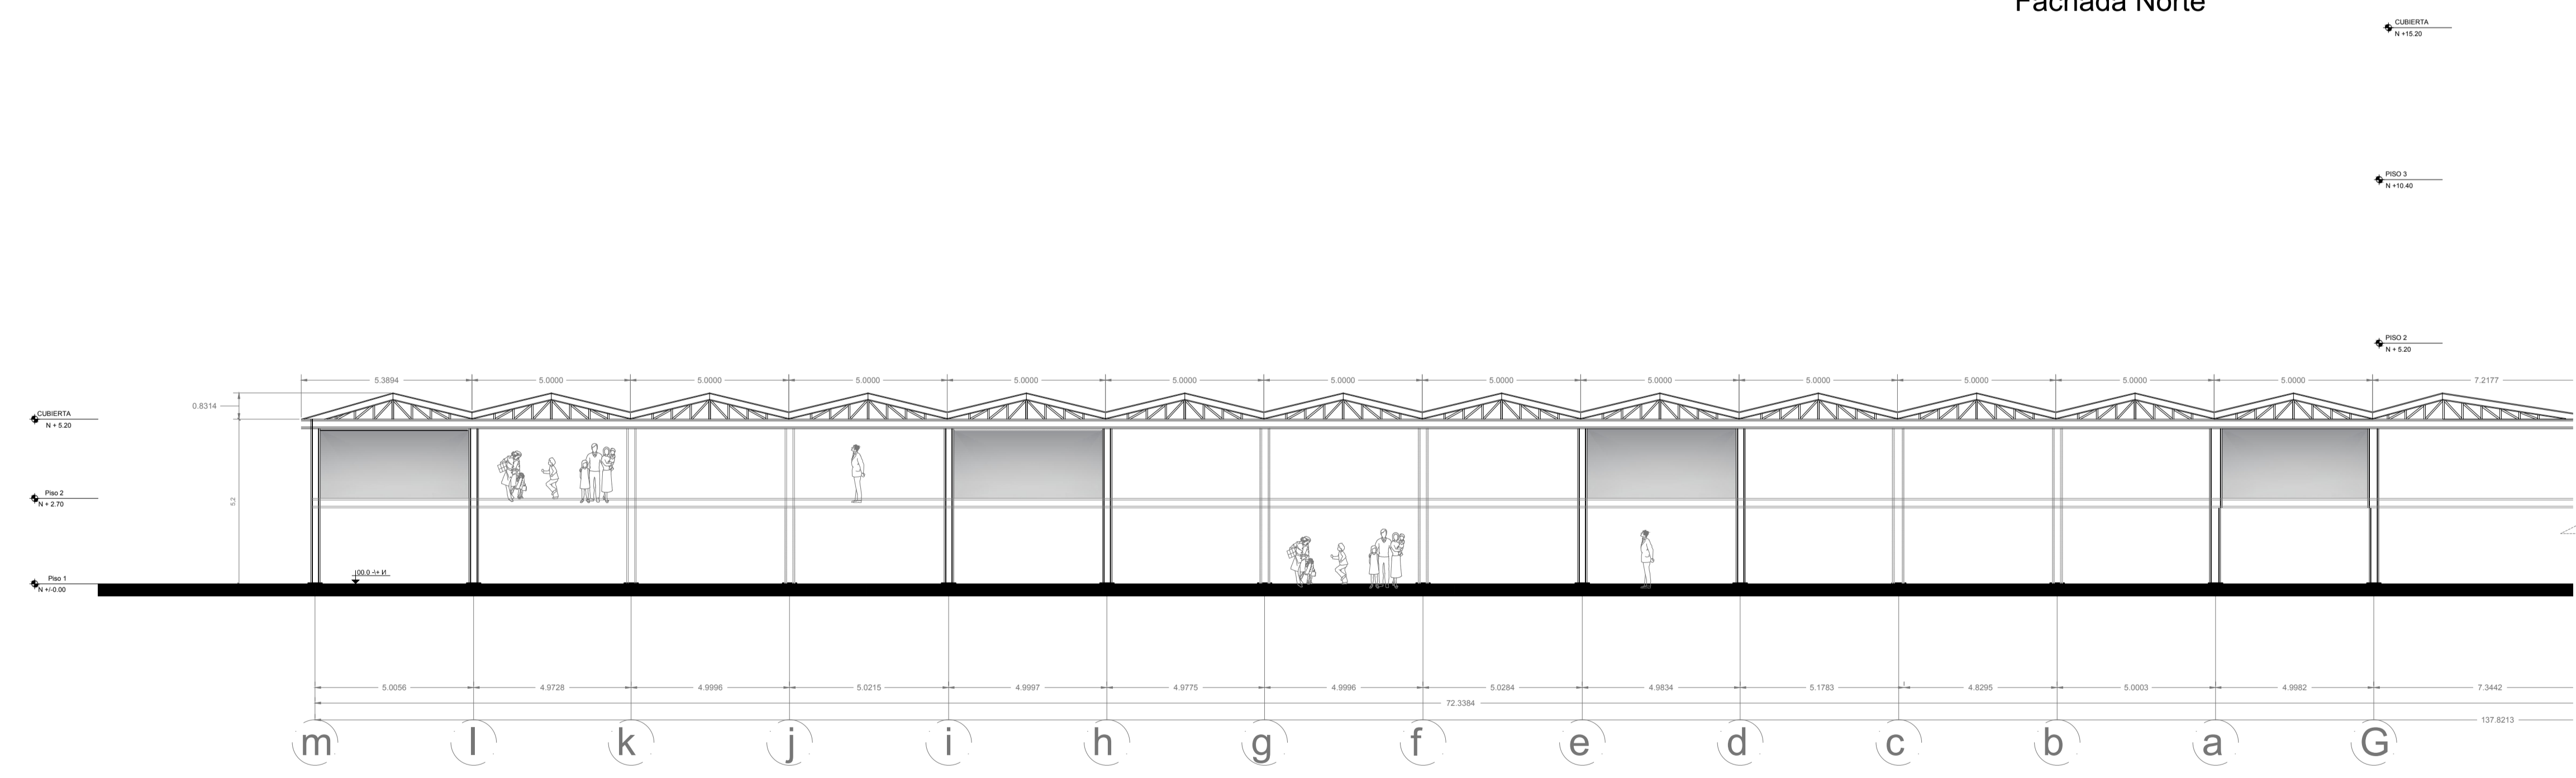 Fachada Norte
CUBIERTA
N +15.20
PISO 3
N +10.40
PISO 2
N + 5.20
5.3894 5.0000 5.0000 5.0000 5.0000 5.0000 5.0000 5.0000 5.0000 5.0000 5.0000 5.0000 5.0000 7.2177
0.8314
CUBIERTA
N + 5.20
Piso 2
N + 2.70
5.2
N +/- 0.00
Piso 1
N +/-0.00
5.0056 4.9728 4.9996 5.0215 4.9997 4.9775 4.9996 5.0284 4.9834 5.1783 4.8295 5.0003 4.9982 7.3442
72.3384
137.8213
m l k j i h g f e d c b a G